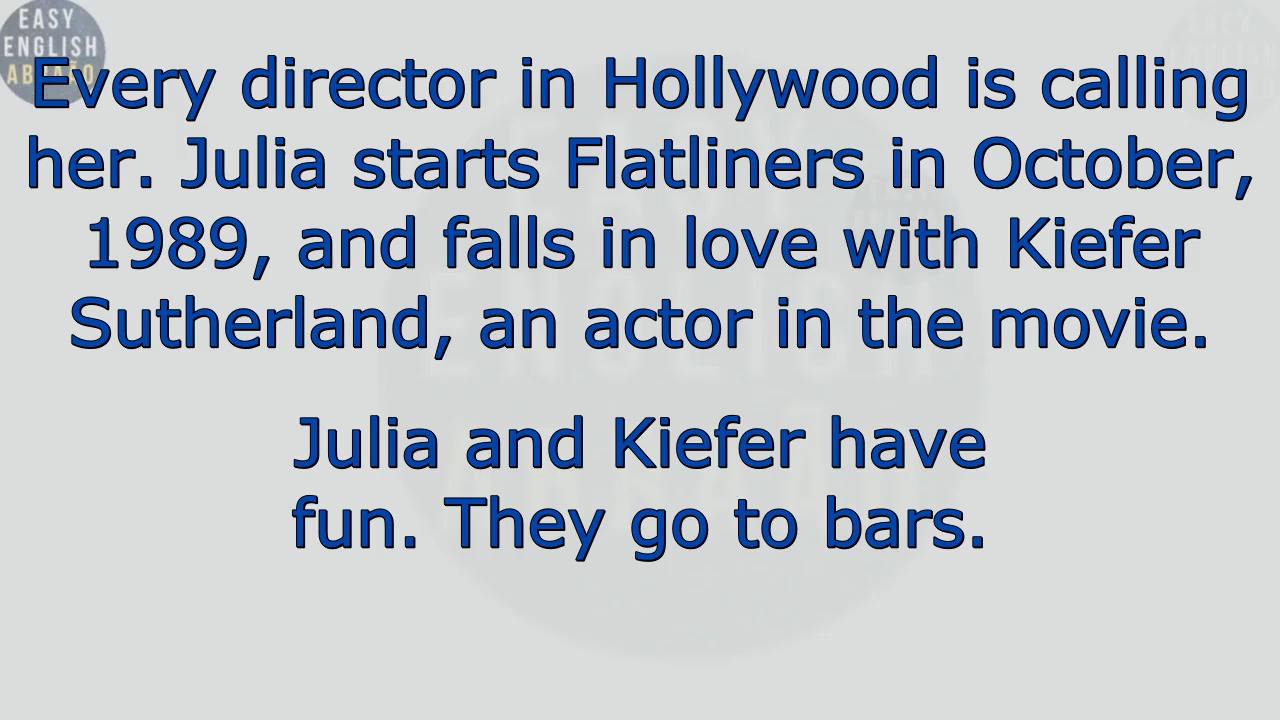 EASY
ENGLISH
ABRAÃO
Every director in Hollywood is calling
her. Julia starts Flatliners in October,
1989, and falls in love with Kiefer
Sutherland, an actor in the movie.
Julia and Kiefer have
fun. They go to bars.